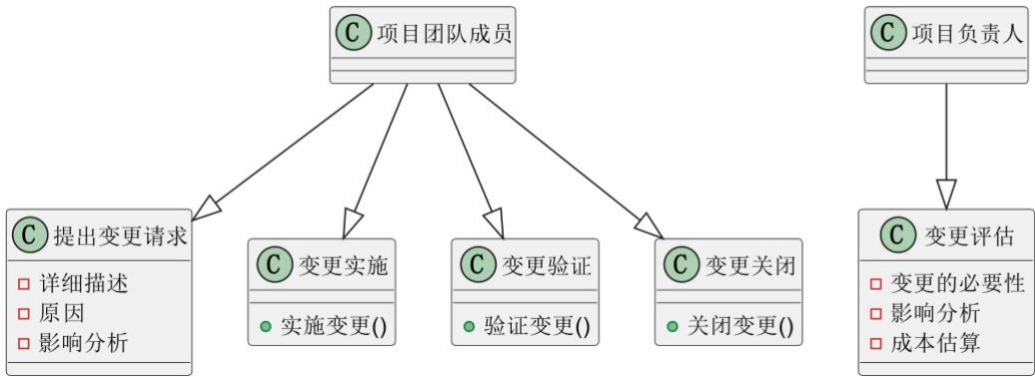 C 项目团队成员
C 项目负责人
C 提出变更请求
详细描述
原因
影响分析
C 变更实施
实施变更()
C 变更验证
验证变更()
C 变更关闭
关闭变更()
C 变更评估
变更的必要性
影响分析
成本估算